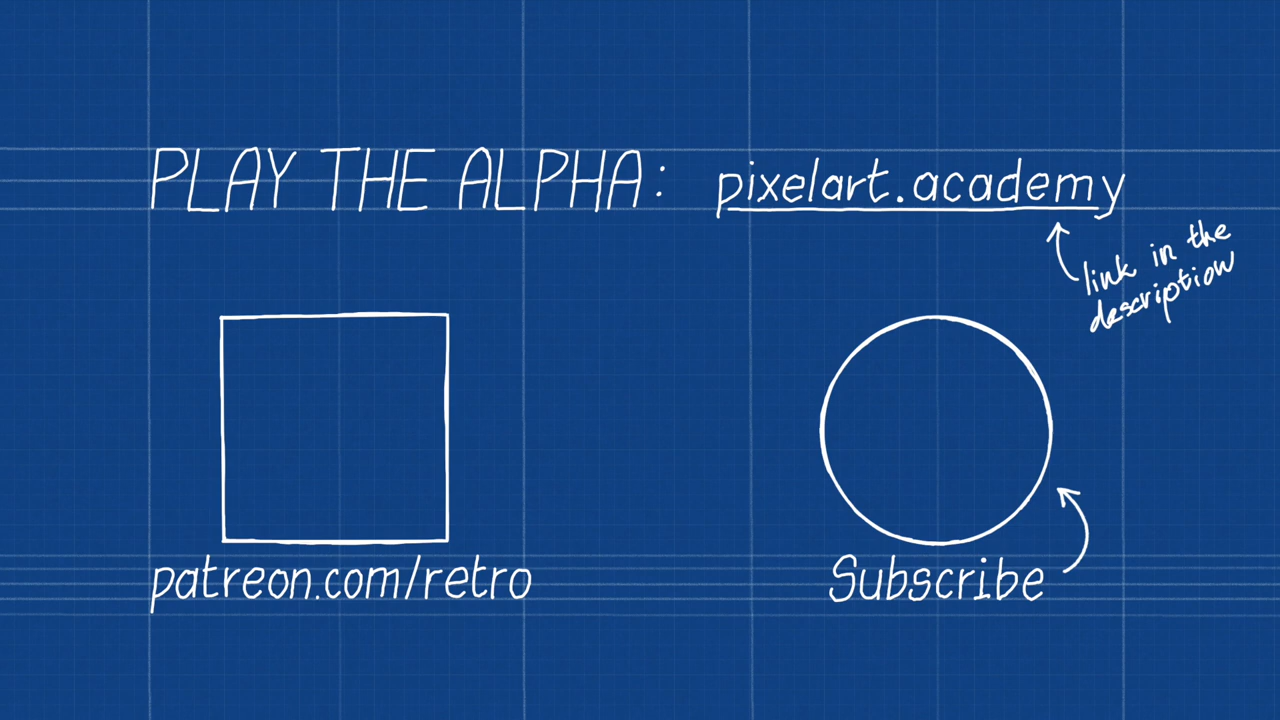 PLAY THE ALPHA: pixelart.academy
link in the
description
patreon.com/retro
Subscribe